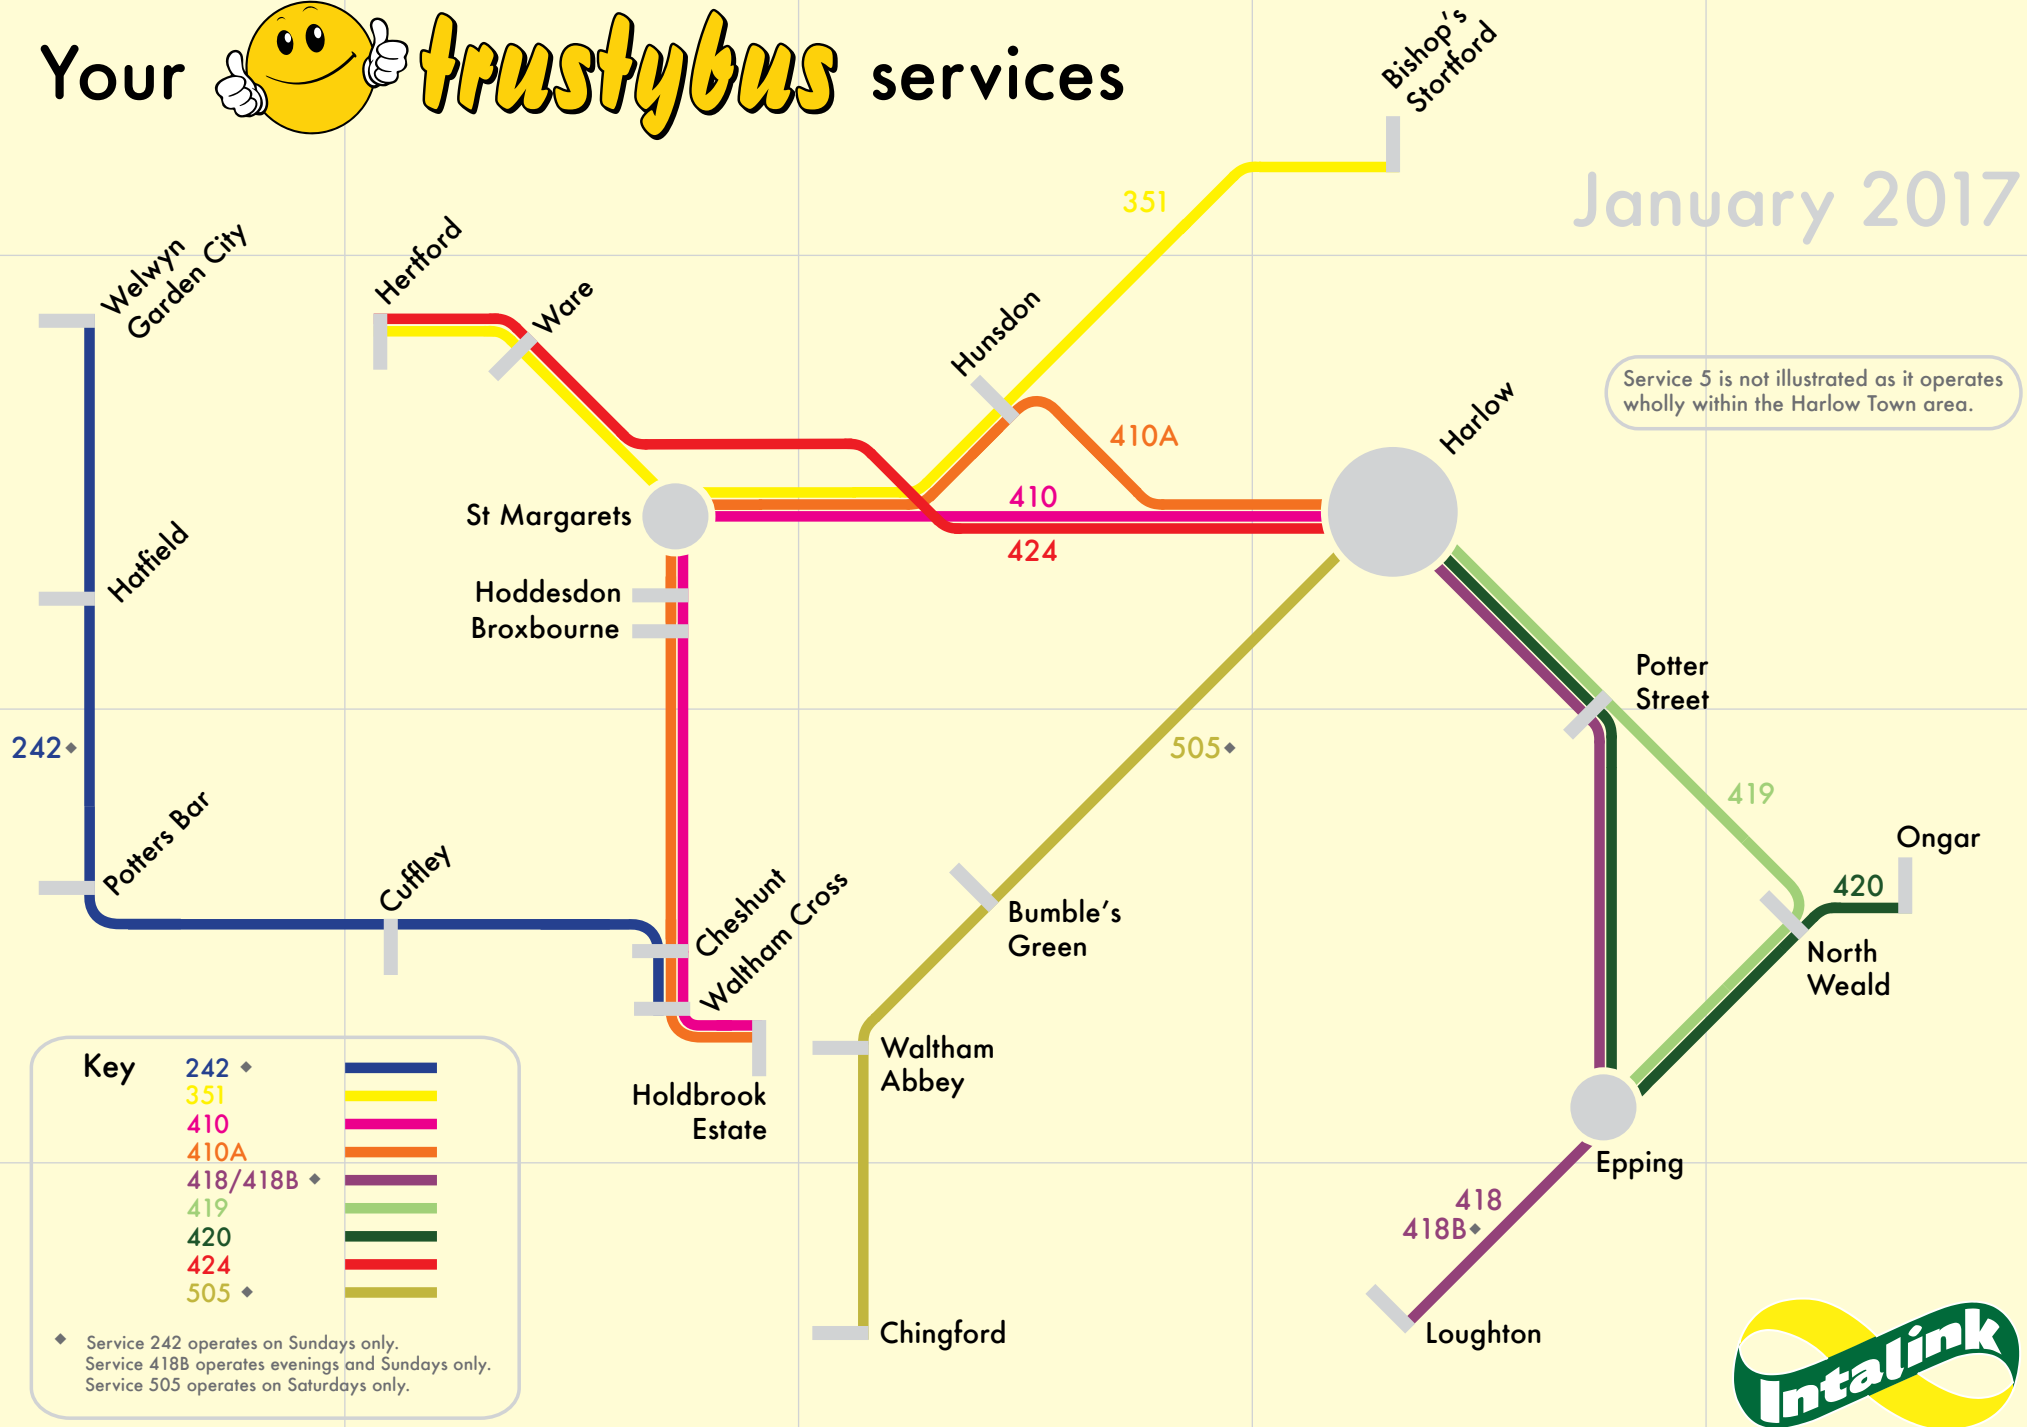 Your trustybus services
January 2017
Bishop's
Stortford
351
Welwyn
Garden City
Hertford
Ware
Hunsdon
Harlow
Service 5 is not illustrated as it operates
wholly within the Harlow Town area.
410A
410
424
St Margarets
Hoddesdon
Broxbourne
Hatfield
Potter
Street
242
505
419
Potters Bar
Cuffley
Cheshunt
Waltham Cross
Bumble's
Green
Ongar
420
North
Weald
Waltham
Abbey
Holdbrook
Estate
Epping
418
418B
Chingford
Loughton
Key
242
351
410
410A
418/418B
419
420
424
505
Service 242 operates on Sundays only.
Service 418B operates evenings and Sundays only.
Service 505 operates on Saturdays only.
Intalink